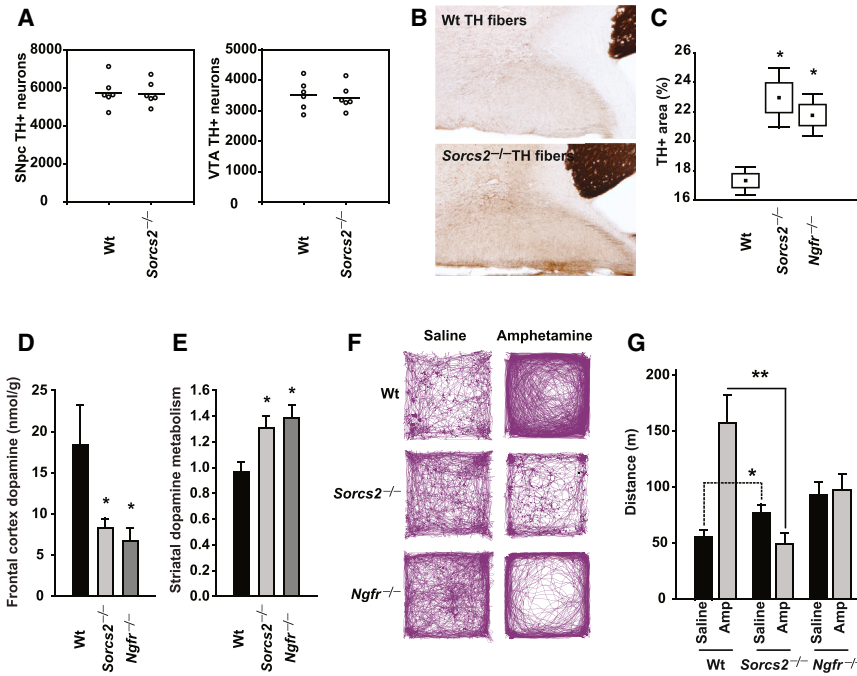 A
SNpc TH+ neurons
8000
6000
4000
2000
0
Wt
Sorcs2−/−
VTA TH+ neurons
5000
4000
3000
2000
1000
0
Wt
Sorcs2−/−
B
Wt TH fibers
Sorcs2−/−TH fibers
C
TH+ area (%)
26
24
22
20
18
16
*
*
Wt
Sorcs2−/−
Ngfr−/−
D
Frontal cortex dopamine (nmol/g)
25
20
15
10
5
0
*
*
Wt
Sorcs2−/−
Ngfr−/−
E
Striatal dopamine metabolism
1.6
1.4
1.2
1.0
0.8
0.6
0.4
0.2
0.0
*
*
Wt
Sorcs2−/−
Ngfr−/−
F
Saline Amphetamine
Wt
Sorcs2−/−
Ngfr−/−
G
Distance (m)
200
150
100
50
0
**
*
Saline Amp Saline Amp Saline Amp
Wt Sorcs2−/− Ngfr−/−